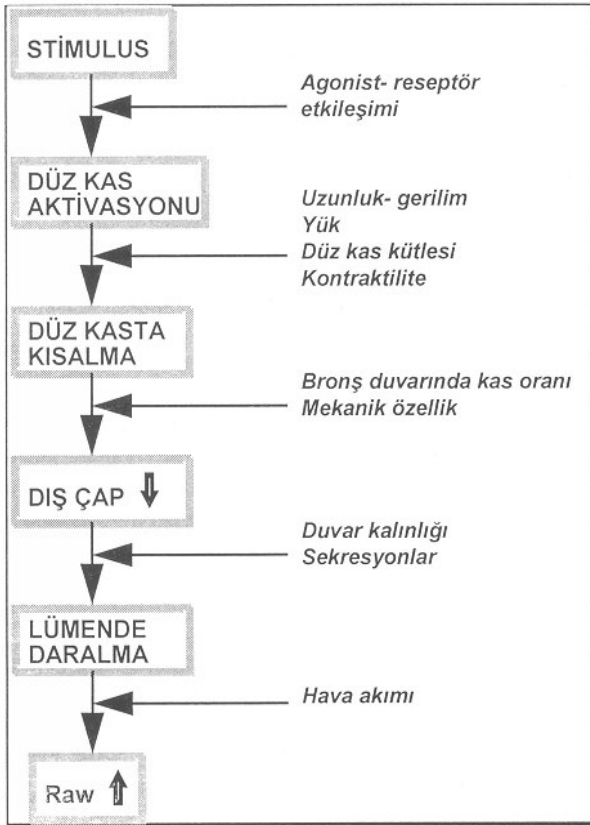 STİMULUS
Agonist- reseptör
etkileşimi
DÜZ KAS
AKTİVASYONU
Uzunluk- gerilim
Yük
Düz kas kütlesi
Kontraktilite
DÜZ KASTA
KISALMA
Bronş duvarında kas oranı
Mekanik özellik
DIŞ ÇAP ⇓
Duvar kalınlığı
Sekresyonlar
LÜMENDE
DARALMA
Hava akımı
Raw ⇑